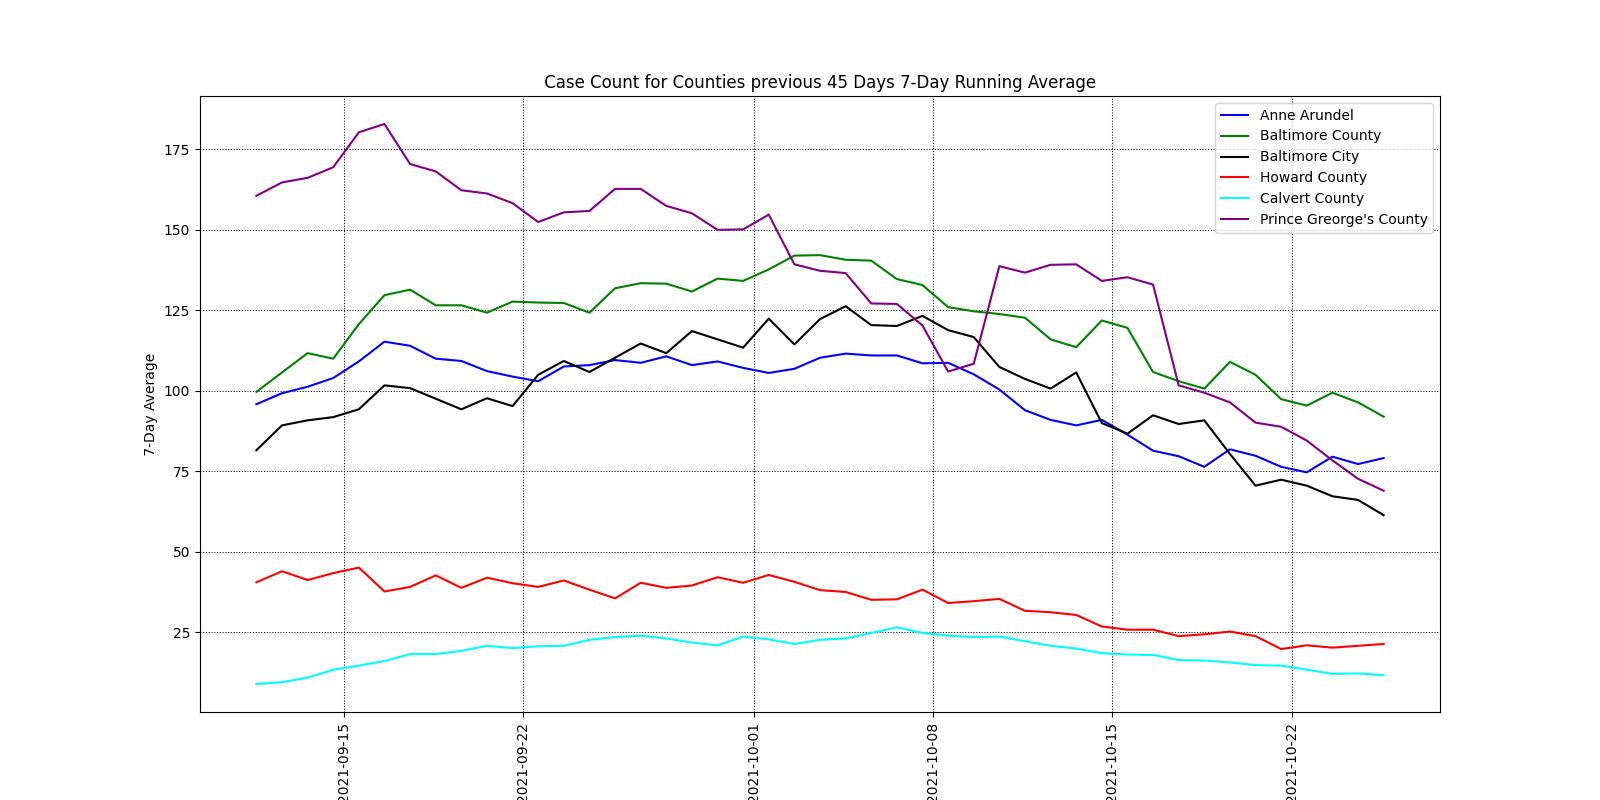 Case Count for Counties previous 45 Days 7-Day Running Average
Anne Arundel
Baltimore County
Baltimore City
Howard County
Calvert County
Prince Greorge's County
7-Day Average
175
150
125
100
75
50
25
2021-09-15
2021-09-22
2021-10-01
2021-10-08
2021-10-15
2021-10-22